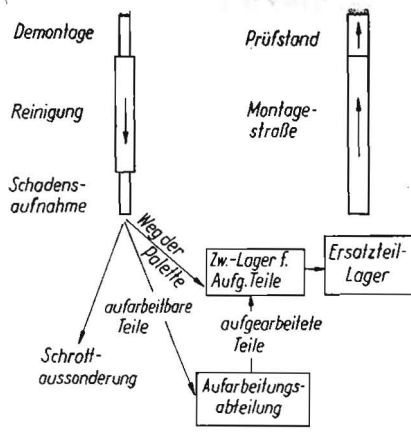 Demontage
Reinigung
Schadens-
aufnahme
Prüfstand
Montage-
straße
Weg der
Palette
Zw.-Lager f.
Aufg. Teile
Ersatzteil-
Lager
aufarbeitbare
Teile
aufgearbeitete
Teile
Schrott-
aussonderung
Aufarbeitungs-
abteilung